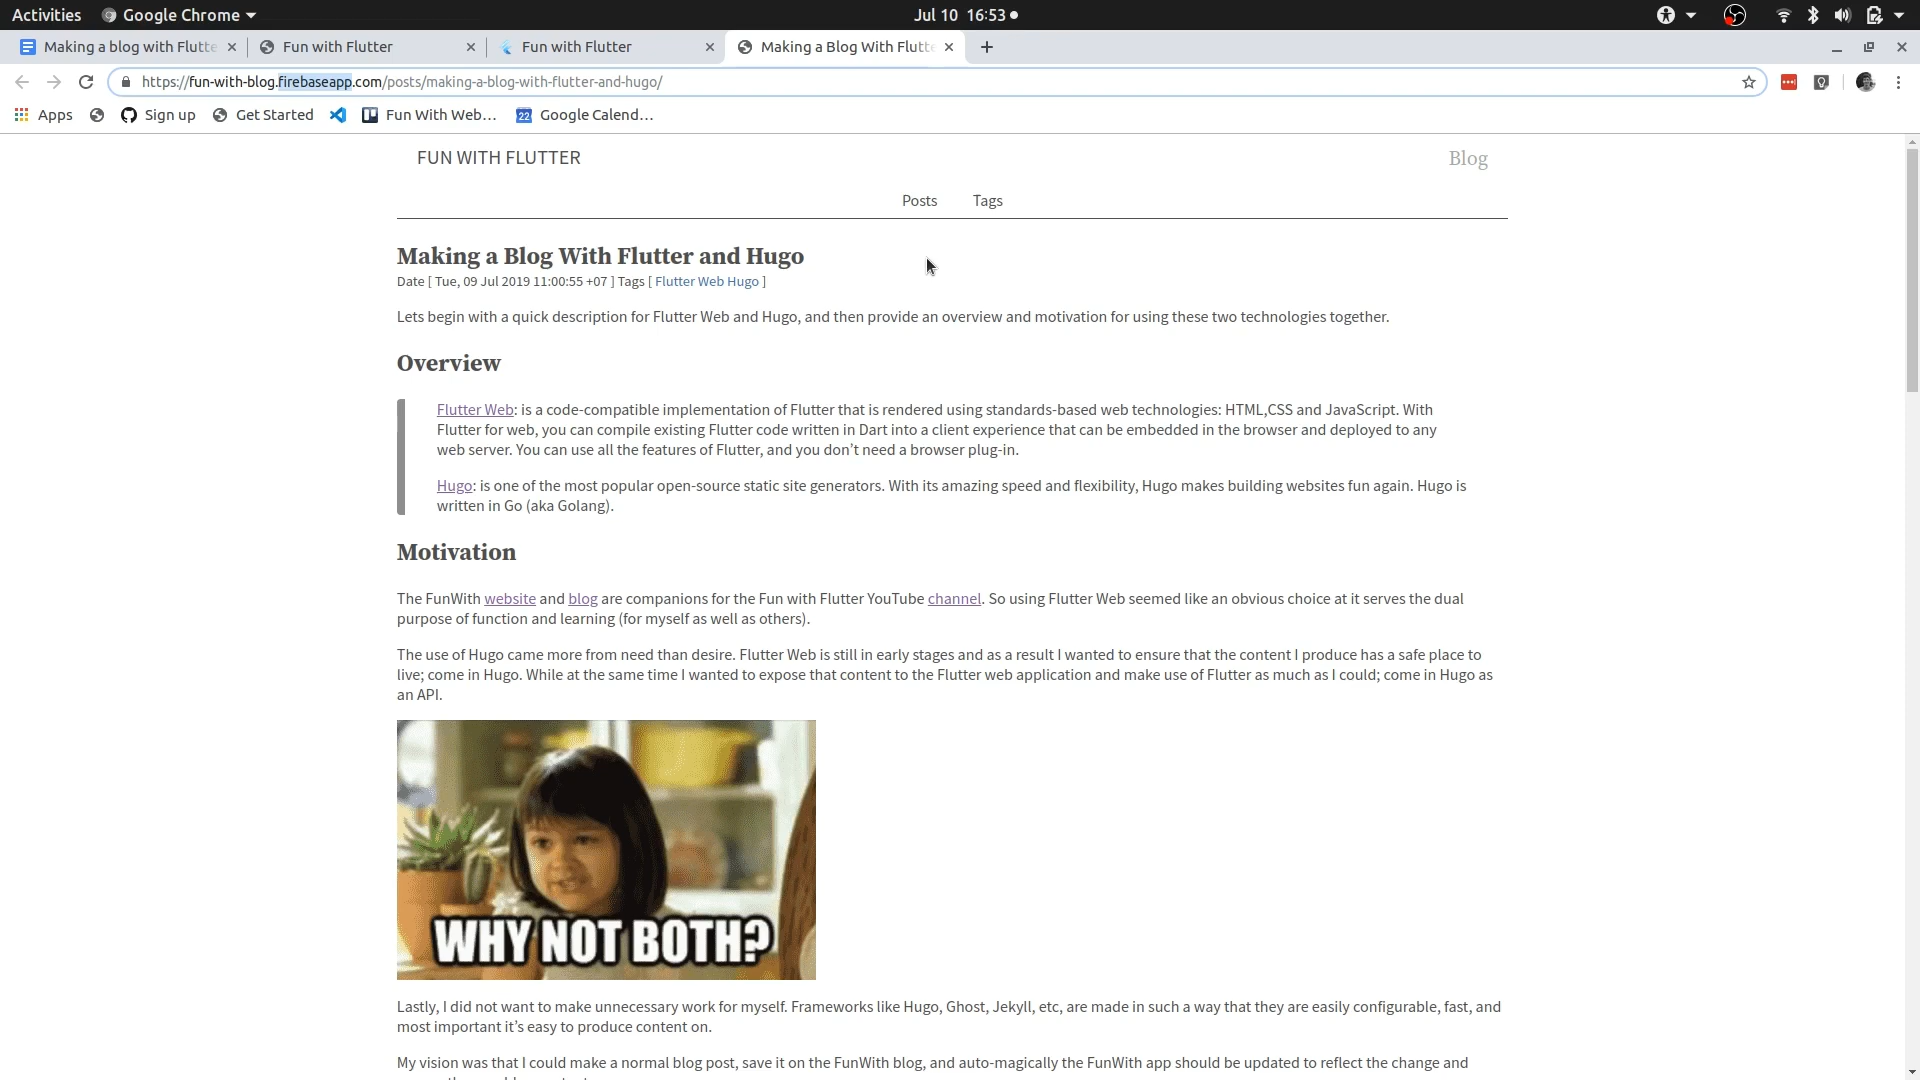 Activities Google Chrome Jul 10 16:53
Making a blog with Flutte Fun with Flutter Fun with Flutter Making a Blog With Flutte
https://fun-with-blog.firebaseapp.com/posts/making-a-blog-with-flutter-and-hugo/
Apps Sign up Get Started Fun With Web... 22 Google Calend...
FUN WITH FLUTTER Blog
Posts Tags
Making a Blog With Flutter and Hugo
Date [ Tue, 09 Jul 2019 11:00:55 +07 ] Tags [ Flutter Web Hugo ]
Lets begin with a quick description for Flutter Web and Hugo, and then provide an overview and motivation for using these two technologies together.
Overview
Flutter Web: is a code-compatible implementation of Flutter that is rendered using standards-based web technologies: HTML,CSS and JavaScript. With
Flutter for web, you can compile existing Flutter code written in Dart into a client experience that can be embedded in the browser and deployed to any
web server. You can use all the features of Flutter, and you don't need a browser plug-in.
Hugo: is one of the most popular open-source static site generators. With its amazing speed and flexibility, Hugo makes building websites fun again. Hugo is
written in Go (aka Golang).
Motivation
The FunWith website and blog are companions for the Fun with Flutter YouTube channel. So using Flutter Web seemed like an obvious choice at it serves the dual
purpose of function and learning (for myself as well as others).
The use of Hugo came more from need than desire. Flutter Web is still in early stages and as a result I wanted to ensure that the content I produce has a safe place to
live; come in Hugo. While at the same time I wanted to expose that content to the Flutter web application and make use of Flutter as much as I could; come in Hugo as
an API.
WHY NOT BOTH?
Lastly, I did not want to make unnecessary work for myself. Frameworks like Hugo, Ghost, Jekyll, etc, are made in such a way that they are easily configurable, fast, and
most important it's easy to produce content on.
My vision was that I could make a normal blog post, save it on the FunWith blog, and auto-magically the FunWith app should be updated to reflect the change and